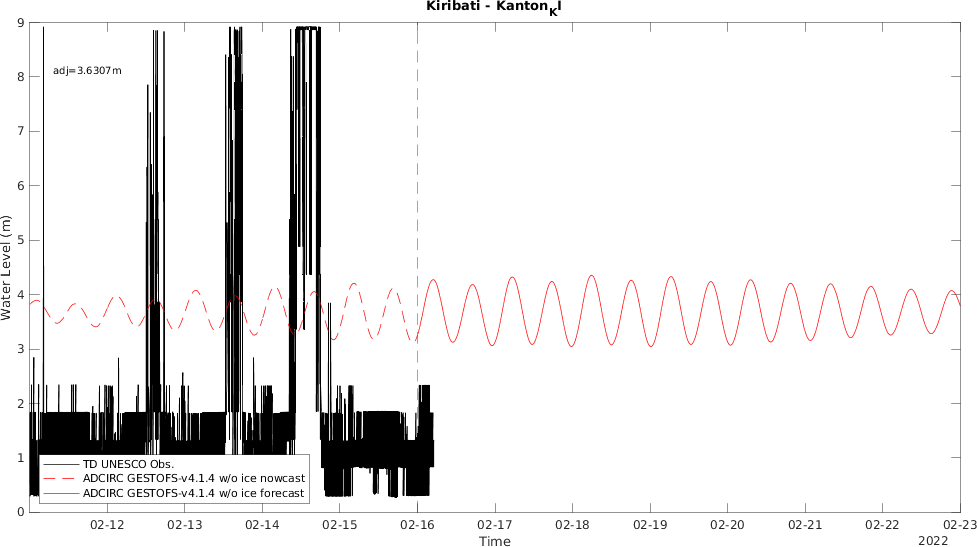 Kiribati - Kanton_KI
9
8
7
6
5
4
3
2
1
0
Water Level (m)
adj=3.6307m
TD UNESCO Obs.
ADCIRC GESTOFS-v4.1.4 w/o ice nowcast
ADCIRC GESTOFS-v4.1.4 w/o ice forecast
02-12 02-13 02-14 02-15 02-16 02-17 02-18 02-19 02-20 02-21 02-22 02-23
Time
2022